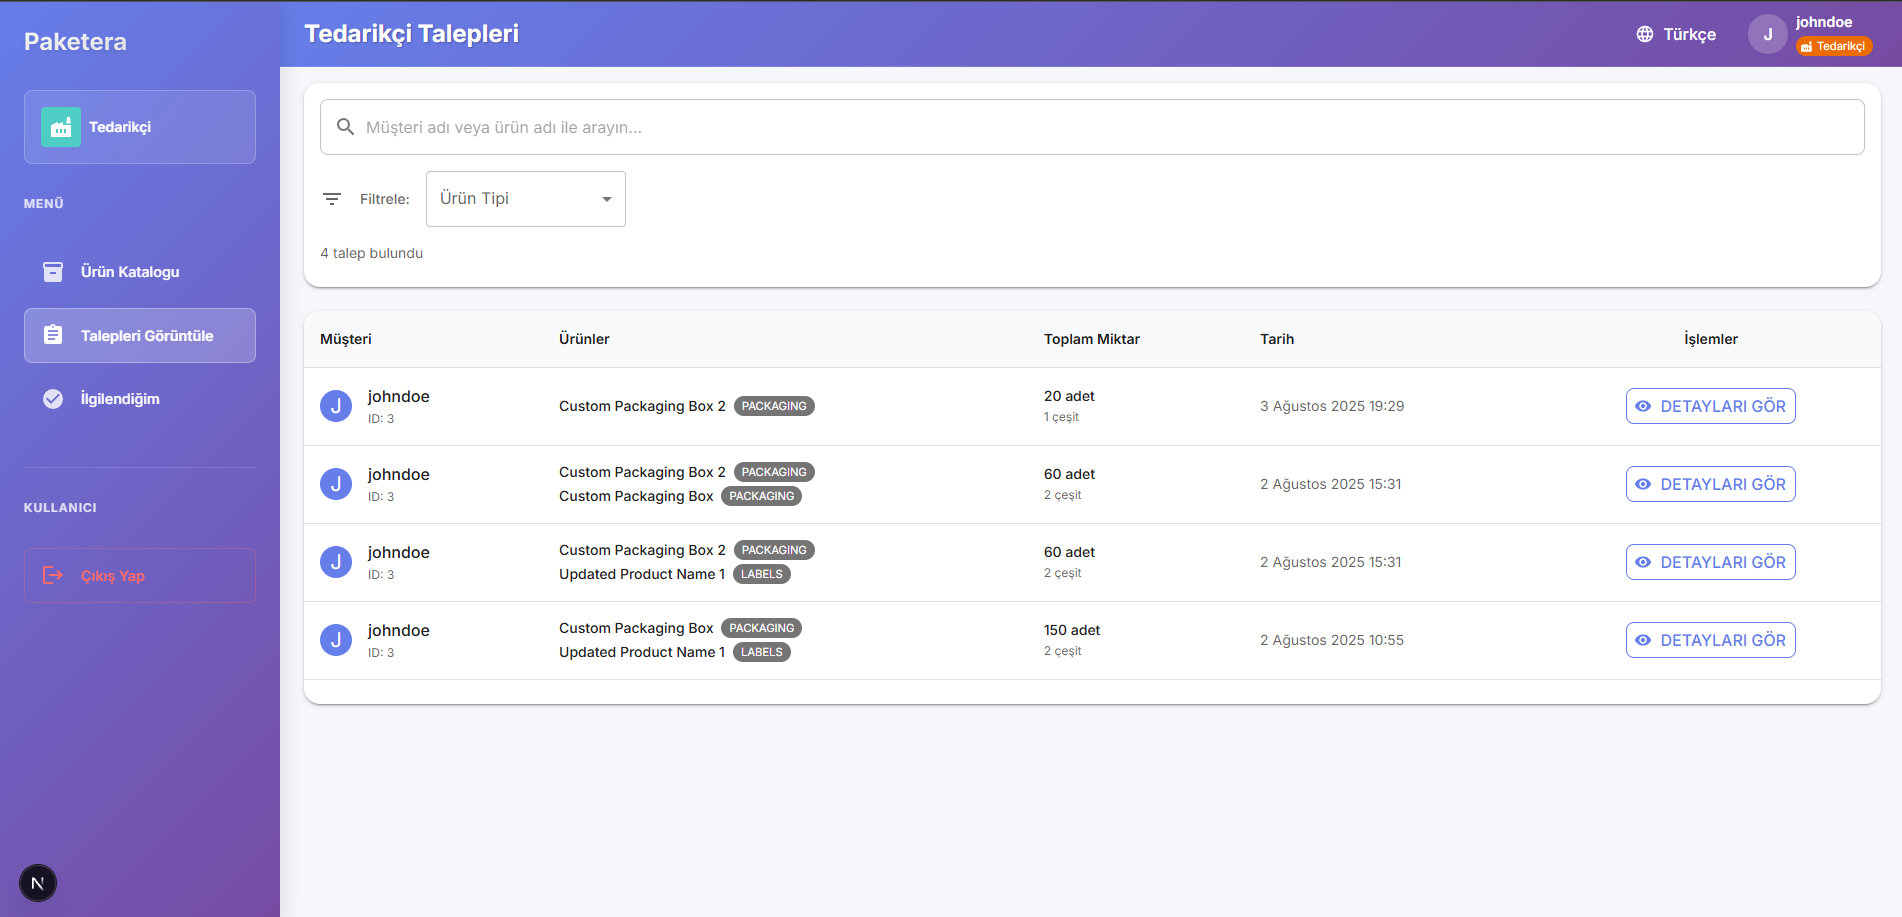 Paketera
Tedarikçi
MENÜ
Ürün Katalogu
Talepleri Görüntüle
İlgilendiğim
KULLANICI
Çıkış Yap
N
Tedarikçi Talepleri
Türkçe
J
johndoe
Tedarikçi
Müşteri adı veya ürün adı ile arayın...
Filtrele:
Ürün Tipi
4 talep bulundu
Müşteri Ürünler Toplam Miktar Tarih İşlemler
J
johndoe
ID: 3
Custom Packaging Box 2 PACKAGING
20 adet
1 çeşit
3 Ağustos 2025 19:29
DETAYLARI GÖR
J
johndoe
ID: 3
Custom Packaging Box 2 PACKAGING
Custom Packaging Box PACKAGING
60 adet
2 çeşit
2 Ağustos 2025 15:31
DETAYLARI GÖR
J
johndoe
ID: 3
Custom Packaging Box 2 PACKAGING
Updated Product Name 1 LABELS
60 adet
2 çeşit
2 Ağustos 2025 15:31
DETAYLARI GÖR
J
johndoe
ID: 3
Custom Packaging Box PACKAGING
Updated Product Name 1 LABELS
150 adet
2 çeşit
2 Ağustos 2025 10:55
DETAYLARI GÖR